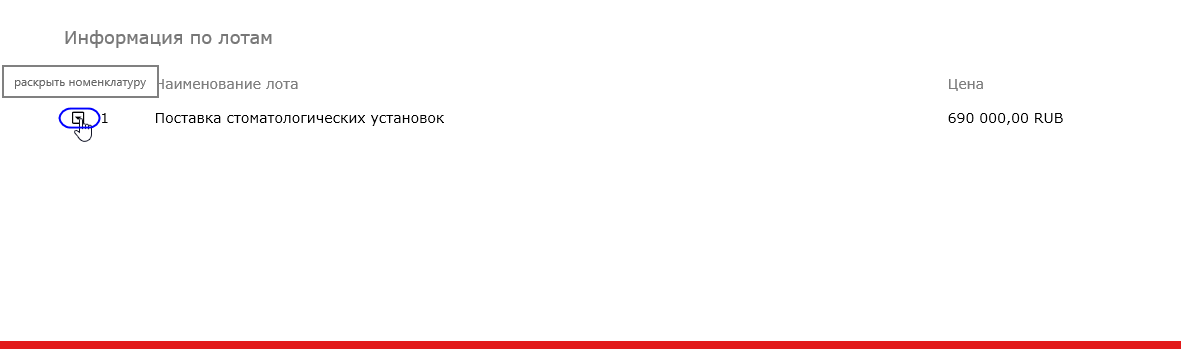 Информация по лотам
раскрыть номенклатуру
Наименование лота Цена
1 Поставка стоматологических установок 690 000,00 RUB